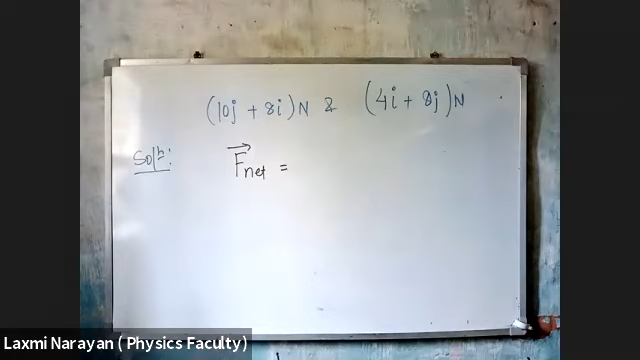 (10j + 8i) N & (4i + 8j) N
Solⁿ:
F⃗net =
Laxmi Narayan ( Physics Faculty)